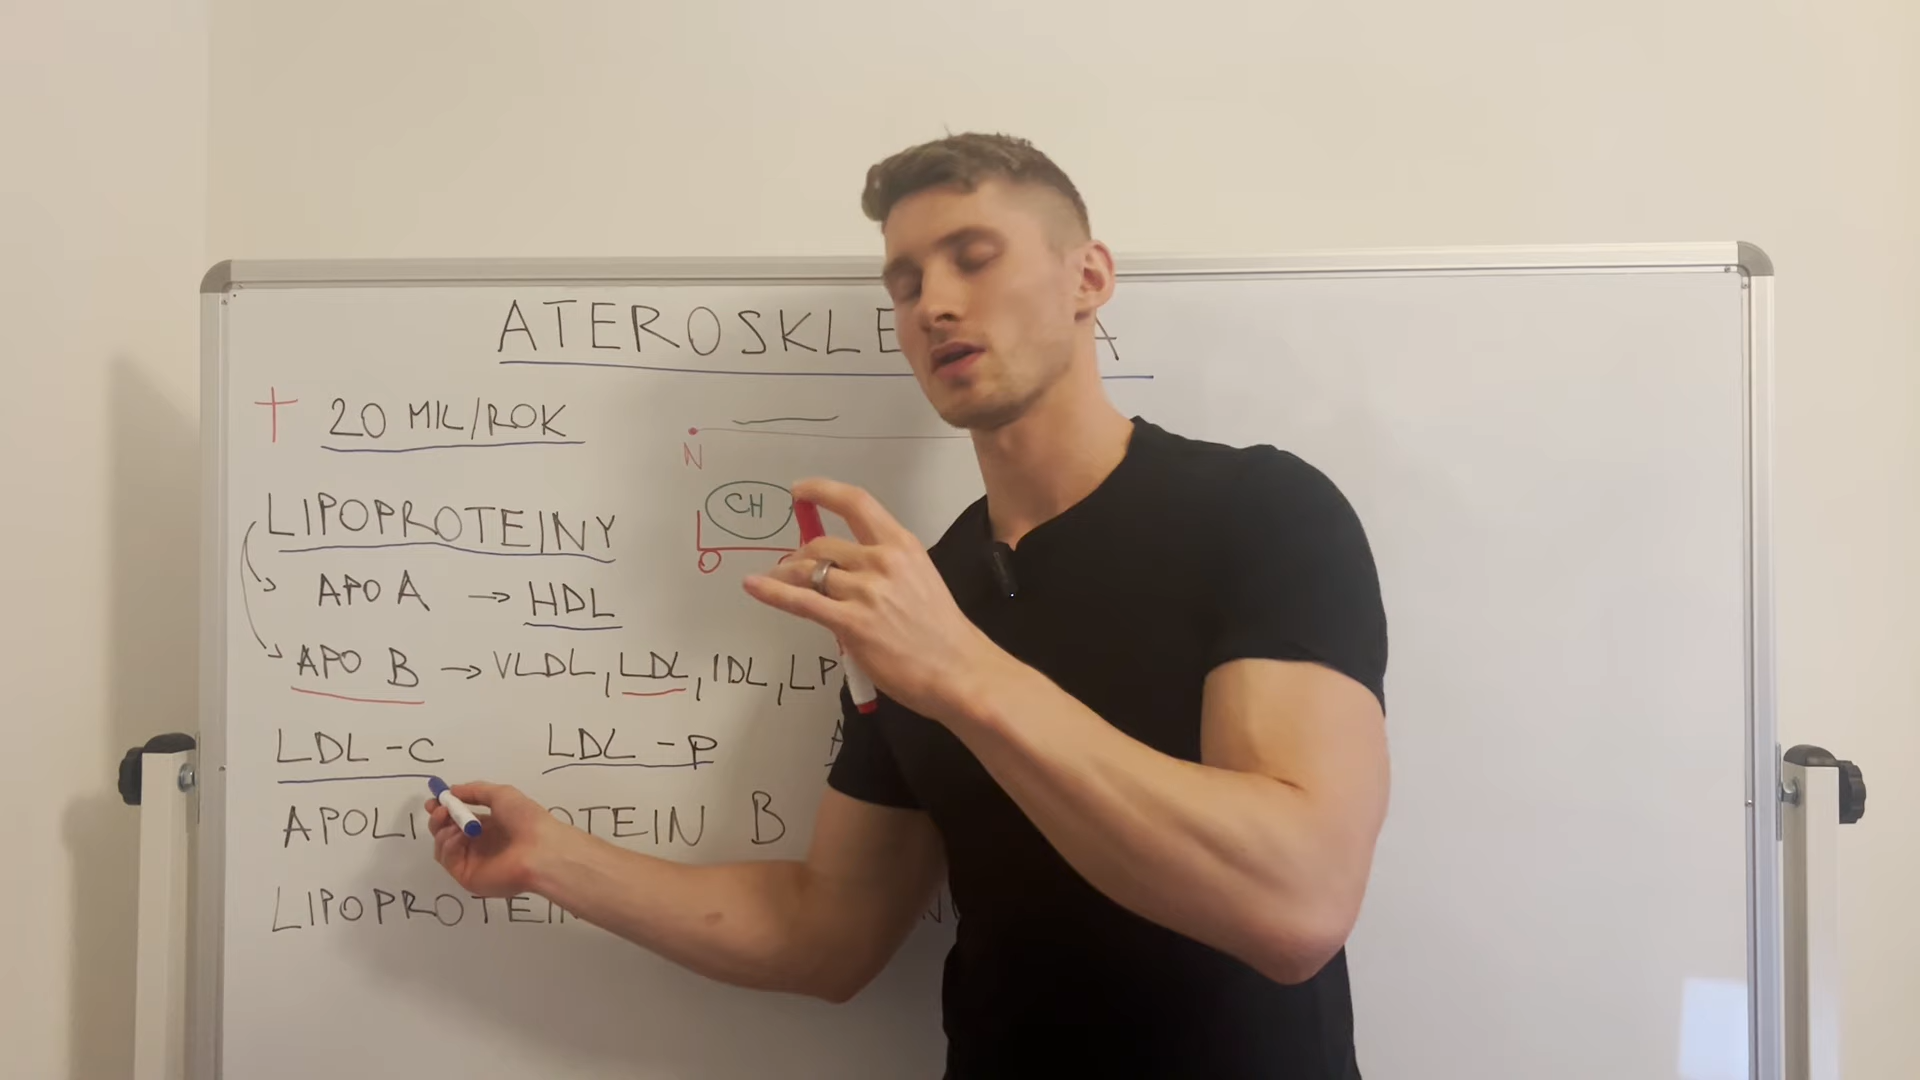 ATEROSKLE A
† 20 MIL/ROK
N
CH
LIPOPROTEINY
APO A → HDL
APO B → VLDL, LDL, IDL, LP
LDL-C LDL-P A
APOLI OTEIN B
LIPOPROTEIN